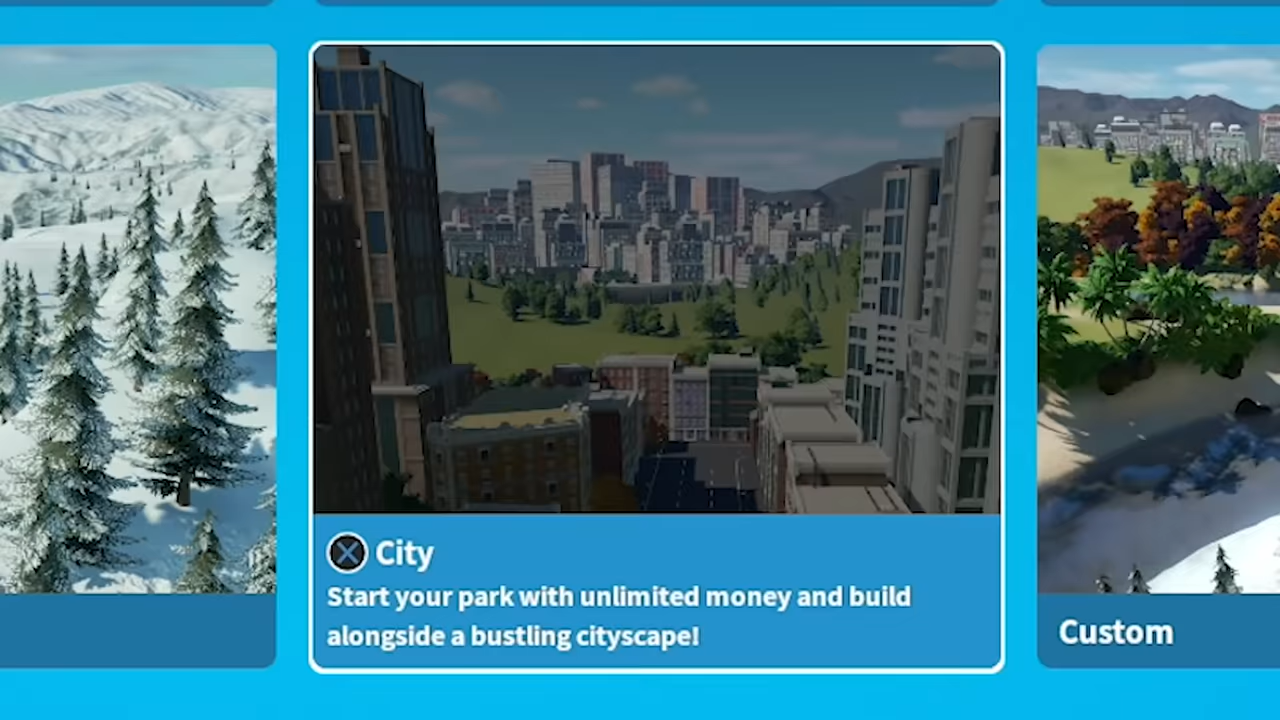 City
Start your park with unlimited money and build
alongside a bustling cityscape!
Custom